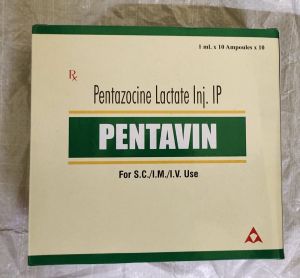 1 ml. x 10 Ampoules x 10
Rx
Pentazocine Lactate Inj. IP
PENTAVIN
For S.C./I.M./I.V. Use